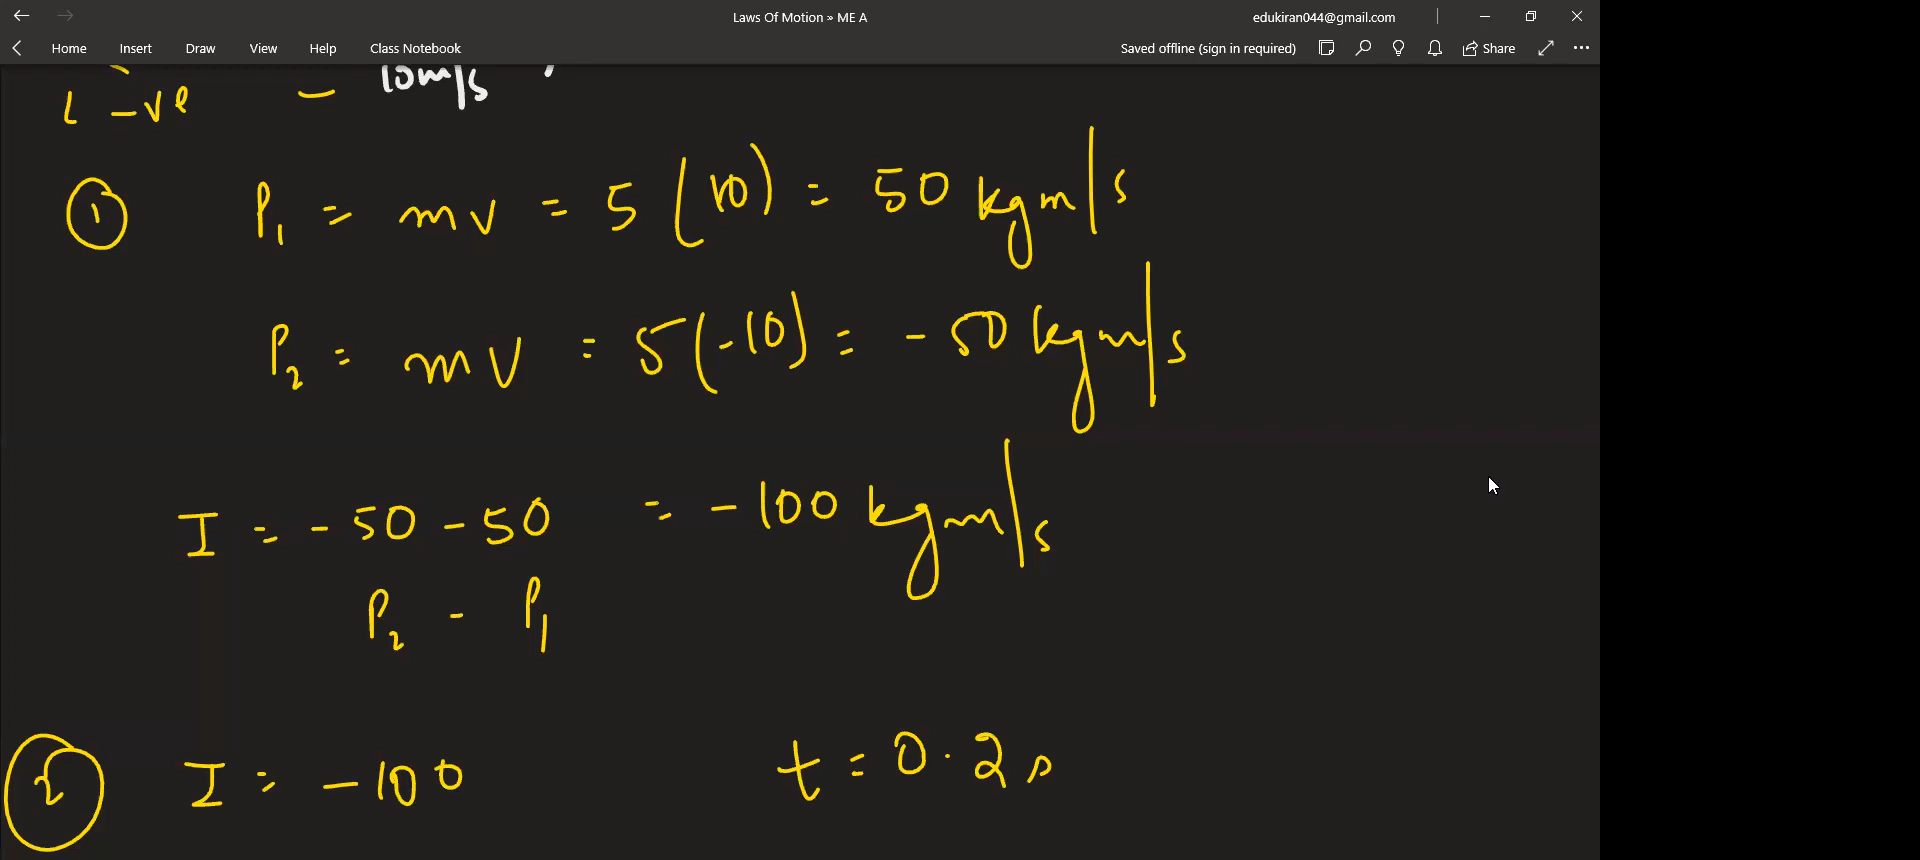 Laws Of Motion » ME A
edukiran044@gmail.com
Home Insert Draw View Help Class Notebook
Saved offline (sign in required) Share
- 10m/s
(-ve
① P₁ = mv = 5 (10) = 50 kgm/s
P₂ = mV = 5(-10) = -50 kgm/s
I = -50 - 50 = -100 kgm/s
P₂ - P₁
② I = -100 t = 0.2 s